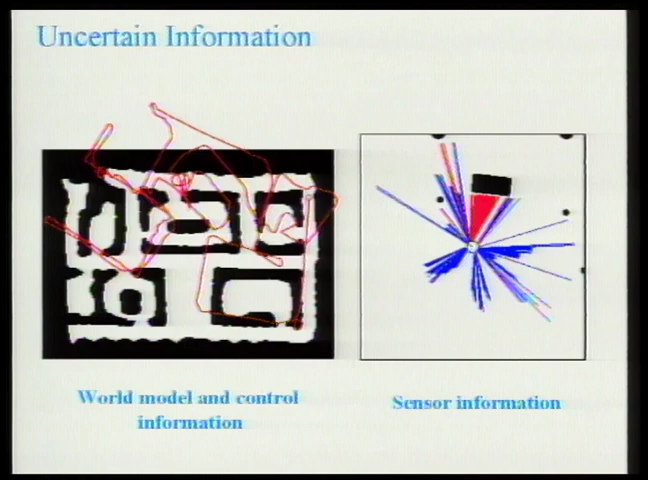 Uncertain Information
World model and control
information
Sensor information